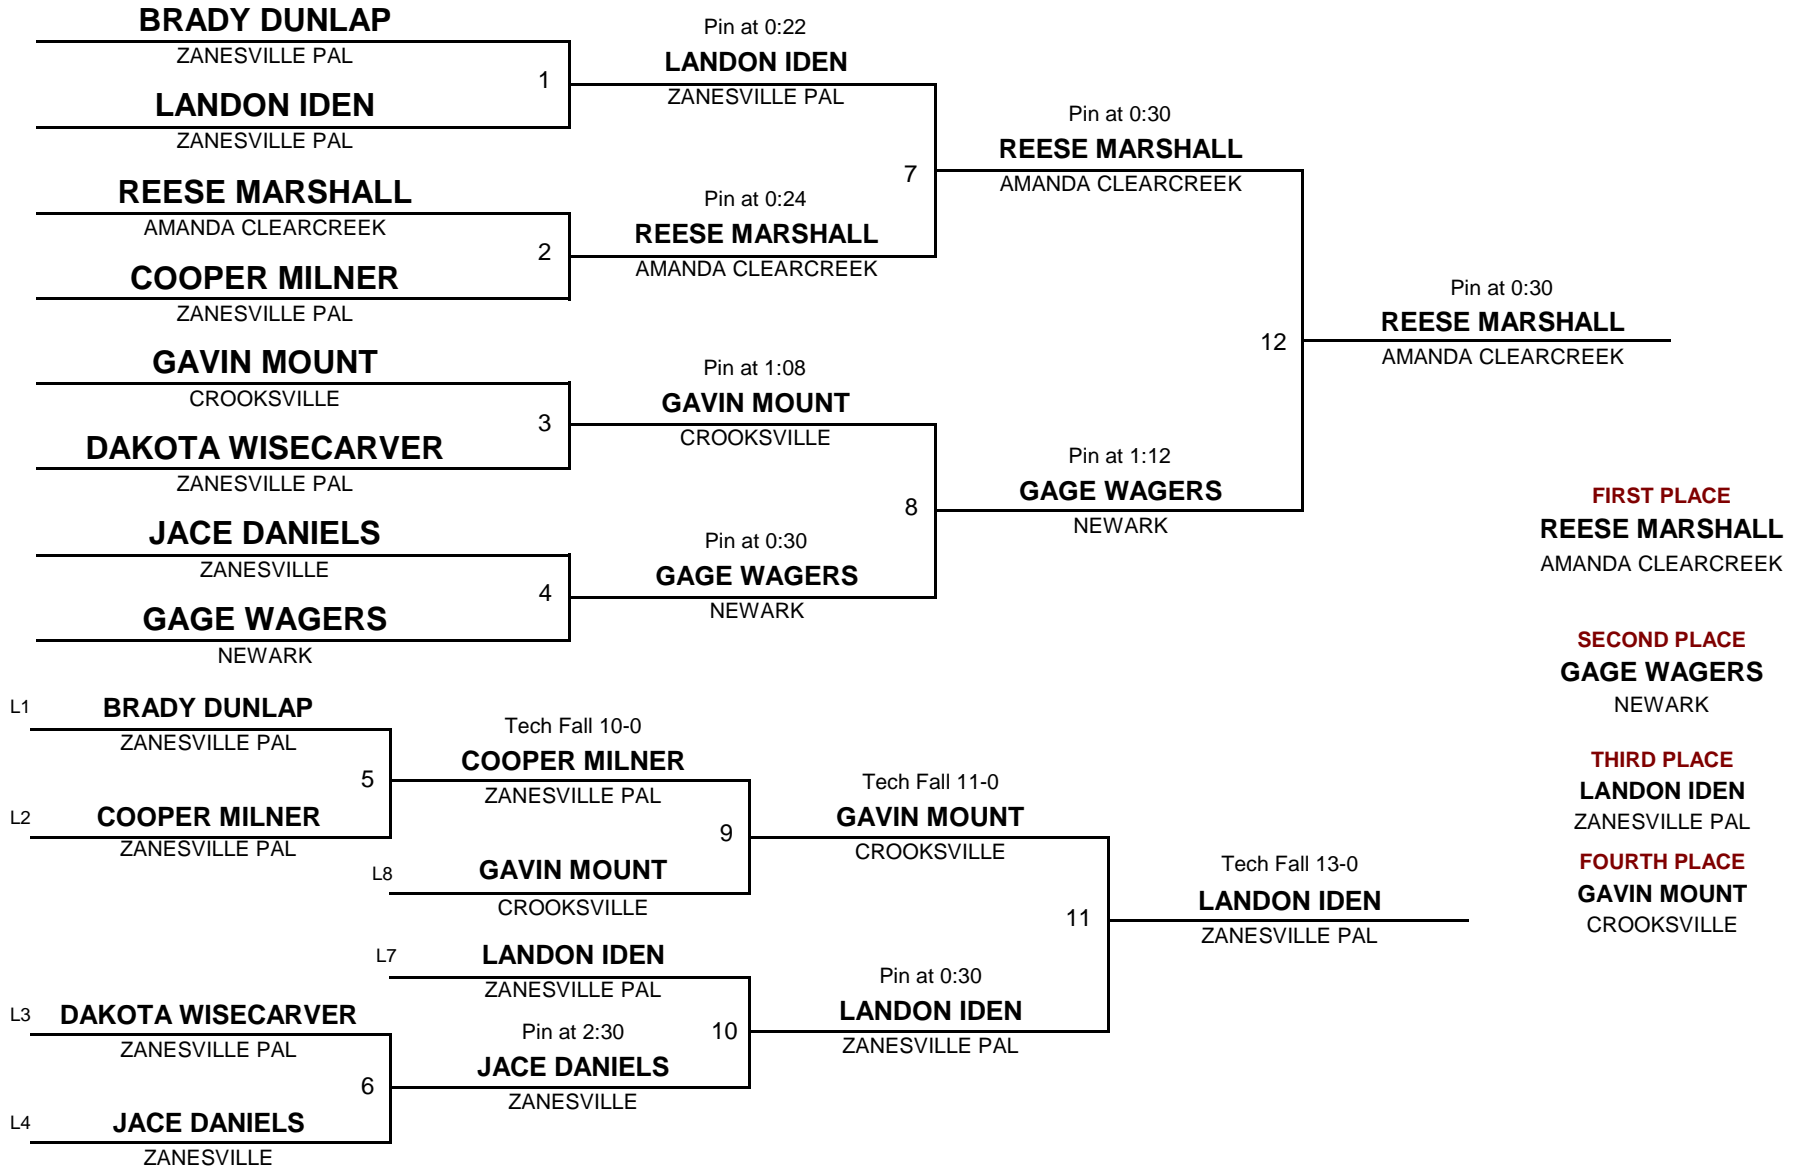 BRADY DUNLAP
ZANESVILLE PAL
1
LANDON IDEN
ZANESVILLE PAL
REESE MARSHALL
AMANDA CLEARCREEK
2
COOPER MILNER
ZANESVILLE PAL
GAVIN MOUNT
CROOKSVILLE
3
DAKOTA WISECARVER
ZANESVILLE PAL
JACE DANIELS
ZANESVILLE
4
GAGE WAGERS
NEWARK
Pin at 0:22
LANDON IDEN
ZANESVILLE PAL
7
Pin at 0:24
REESE MARSHALL
AMANDA CLEARCREEK
Pin at 1:08
GAVIN MOUNT
CROOKSVILLE
8
Pin at 0:30
GAGE WAGERS
NEWARK
Pin at 0:30
REESE MARSHALL
AMANDA CLEARCREEK
12
Pin at 1:12
GAGE WAGERS
NEWARK
Pin at 0:30
REESE MARSHALL
AMANDA CLEARCREEK
FIRST PLACE
REESE MARSHALL
AMANDA CLEARCREEK
SECOND PLACE
GAGE WAGERS
NEWARK
THIRD PLACE
LANDON IDEN
ZANESVILLE PAL
FOURTH PLACE
GAVIN MOUNT
CROOKSVILLE
L1 BRADY DUNLAP
ZANESVILLE PAL
5
L2 COOPER MILNER
ZANESVILLE PAL
L3 DAKOTA WISECARVER
ZANESVILLE PAL
6
L4 JACE DANIELS
ZANESVILLE
Tech Fall 10-0
COOPER MILNER
ZANESVILLE PAL
9
L8 GAVIN MOUNT
CROOKSVILLE
L7 LANDON IDEN
ZANESVILLE PAL
10
Pin at 2:30
JACE DANIELS
ZANESVILLE
Tech Fall 11-0
GAVIN MOUNT
CROOKSVILLE
11
Pin at 0:30
LANDON IDEN
ZANESVILLE PAL
Tech Fall 13-0
LANDON IDEN
ZANESVILLE PAL